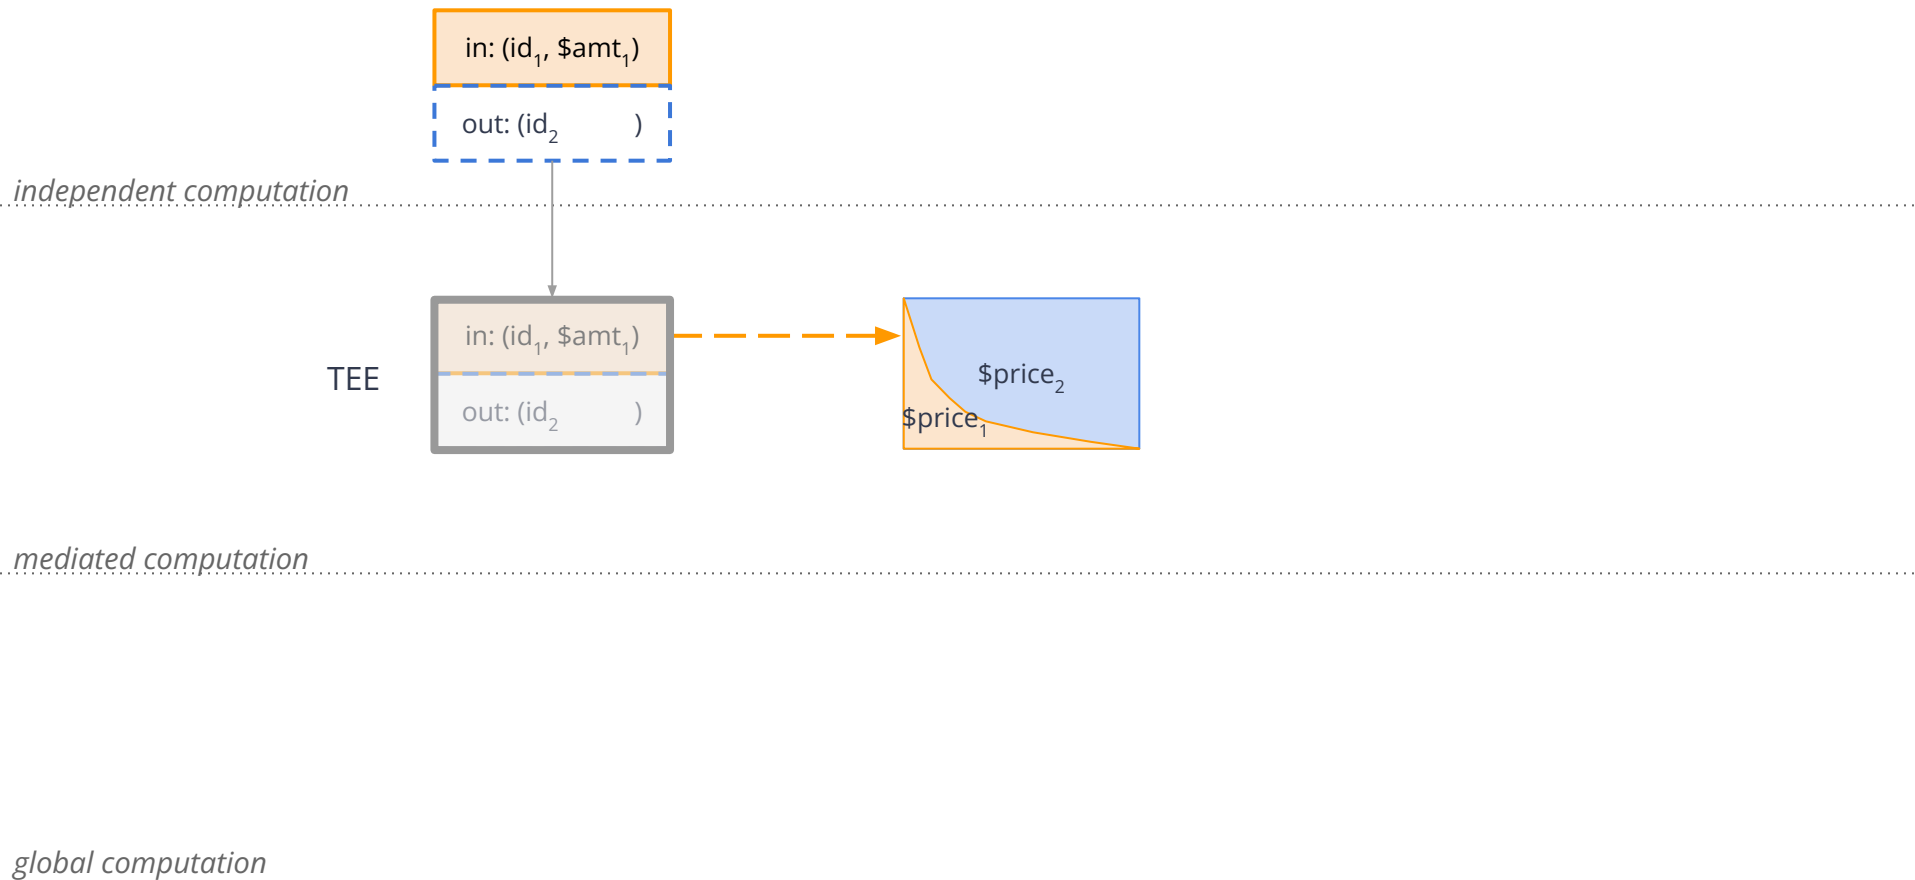 in: (id₁, $amt₁)
out: (id₂ )
independent computation
in: (id₁, $amt₁)
TEE
out: (id₂ )
$price₂
$price₁
mediated computation
global computation